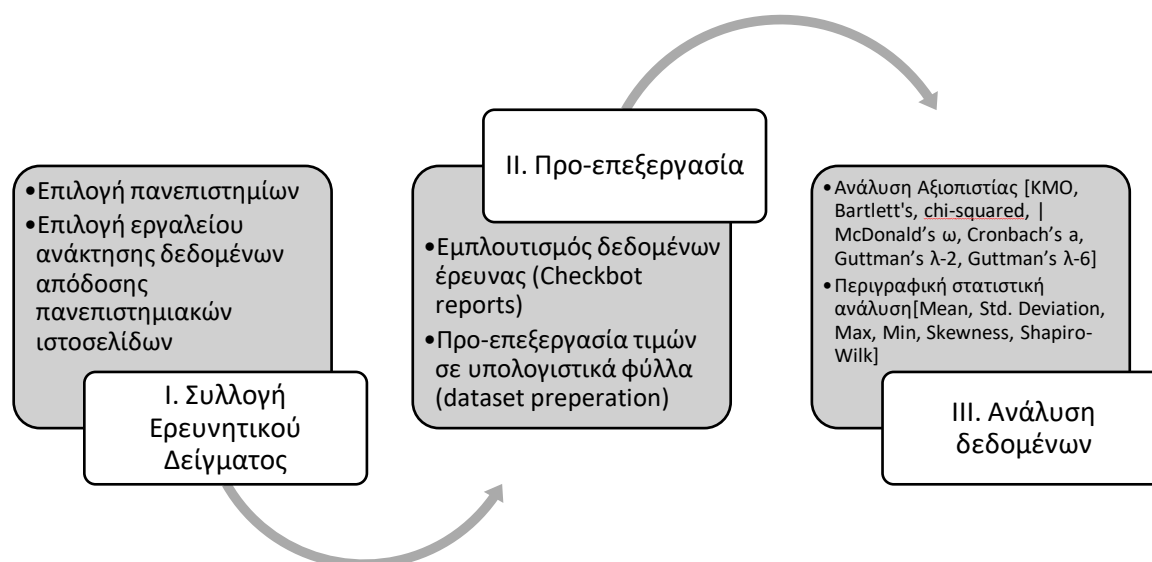 •Επιλογή πανεπιστημίων
•Επιλογή εργαλείου
ανάκτησης δεδομένων
απόδοσης
πανεπιστημιακών
ιστοσελίδων
I. Συλλογή
Ερευνητικού
Δείγματος
II. Προ-επεξεργασία
•Εμπλουτισμός δεδομένων
έρευνας (Checkbot
reports)
•Προ-επεξεργασία τιμών
σε υπολογιστικά φύλλα
(dataset preperation)
•Ανάλυση Αξιοπιστίας [KMO,
Bartlett's, chi-squared, |
McDonald’s ω, Cronbach’s a,
Guttman’s λ-2, Guttman’s λ-6]
•Περιγραφική στατιστική
ανάλυση[Mean, Std. Deviation,
Max, Min, Skewness, Shapiro-
Wilk]
III. Ανάλυση
δεδομένων